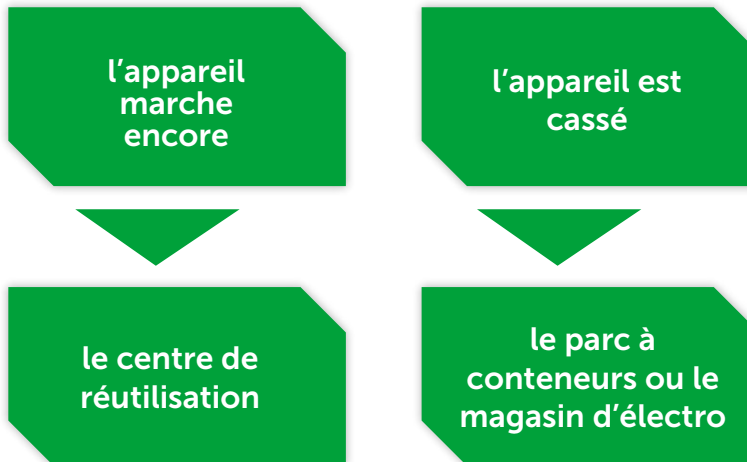 l’appareil
marche
encore
l’appareil est
cassé
le centre de
réutilisation
le parc à
conteneurs ou le
magasin d’électro